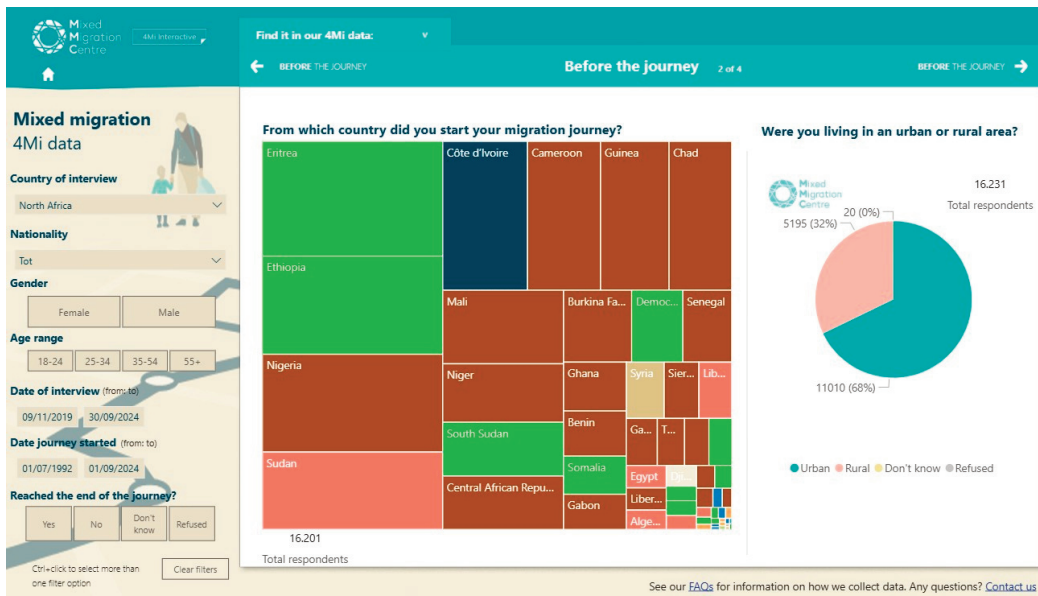 Mixed
Migration
Centre
4Mi Interactive
Find it in our 4Mi data:
v
BEFORE THE JOURNEY
Before the journey 2 of 4
BEFORE THE JOURNEY
Mixed migration
4Mi data
Country of interview
North Africa
Nationality
Tot
Gender
Female
Male
Age range
18-24
25-34
35-54
55+
Date of interview (from: to)
09/11/2019
30/09/2024
Date journey started (from: to)
01/07/1992
01/09/2024
Reached the end of the journey?
Yes
No
Don't
know
Refused
Ctrl+click to select more than
one filter option
Clear filters
From which country did you start your migration journey?
Eritrea
Ethiopia
Nigeria
Sudan
Côte d'Ivoire
Cameroon
Guinea
Chad
Mali
Burkina Fa...
Democ...
Senegal
Niger
Ghana
Syria
Sier...
Lib...
South Sudan
Benin
Ga...
T...
Central African Repu...
Somalia
Egypt
Gabon
Liber...
Alge...
16.201
Total respondents
Were you living in an urban or rural area?
Mixed
Migration
Centre
16.231
Total respondents
20 (0%)
5195 (32%)
11010 (68%)
Urban
Rural
Don't know
Refused
See our FAQs for information on how we collect data. Any questions? Contact us